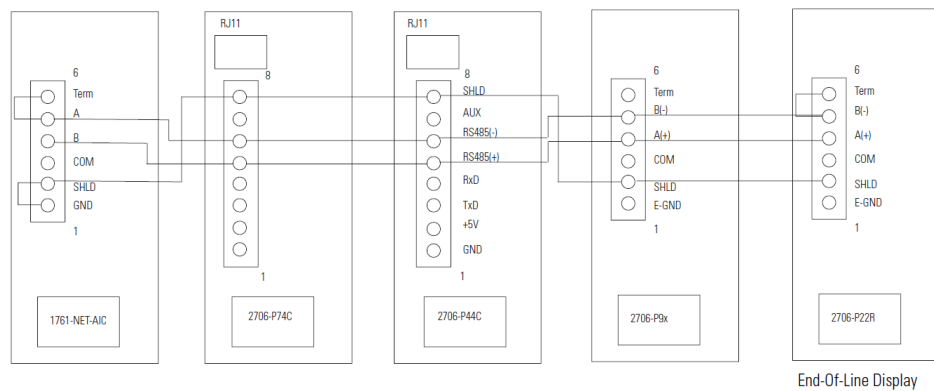 RJ11
RJ11
6
Term
A
B
COM
SHLD
GND
1
1761-NET-AIC
8
1
2706-P74C
8
SHLD
AUX
RS485(-)
RS485(+)
RxD
TxD
+5V
GND
1
2706-P44C
6
Term
B(-)
A(+)
COM
SHLD
E-GND
1
2706-P9x
6
Term
B(-)
A(+)
COM
SHLD
E-GND
1
2706-P22R
End-Of-Line Display